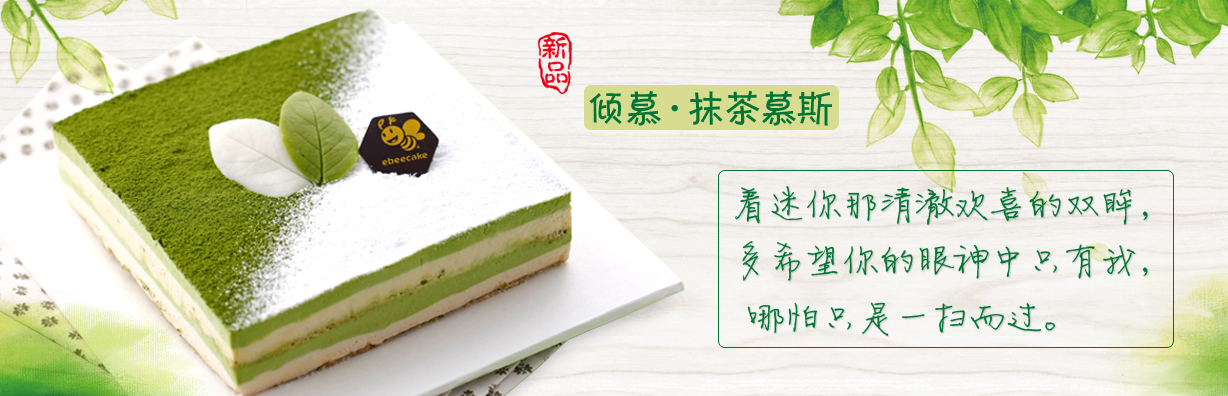 新品
倾慕·抹茶慕斯
ebeecake
着迷你那清澈欢喜的双眸，
多希望你的眼神中只有我，
哪怕只是一扫而过。